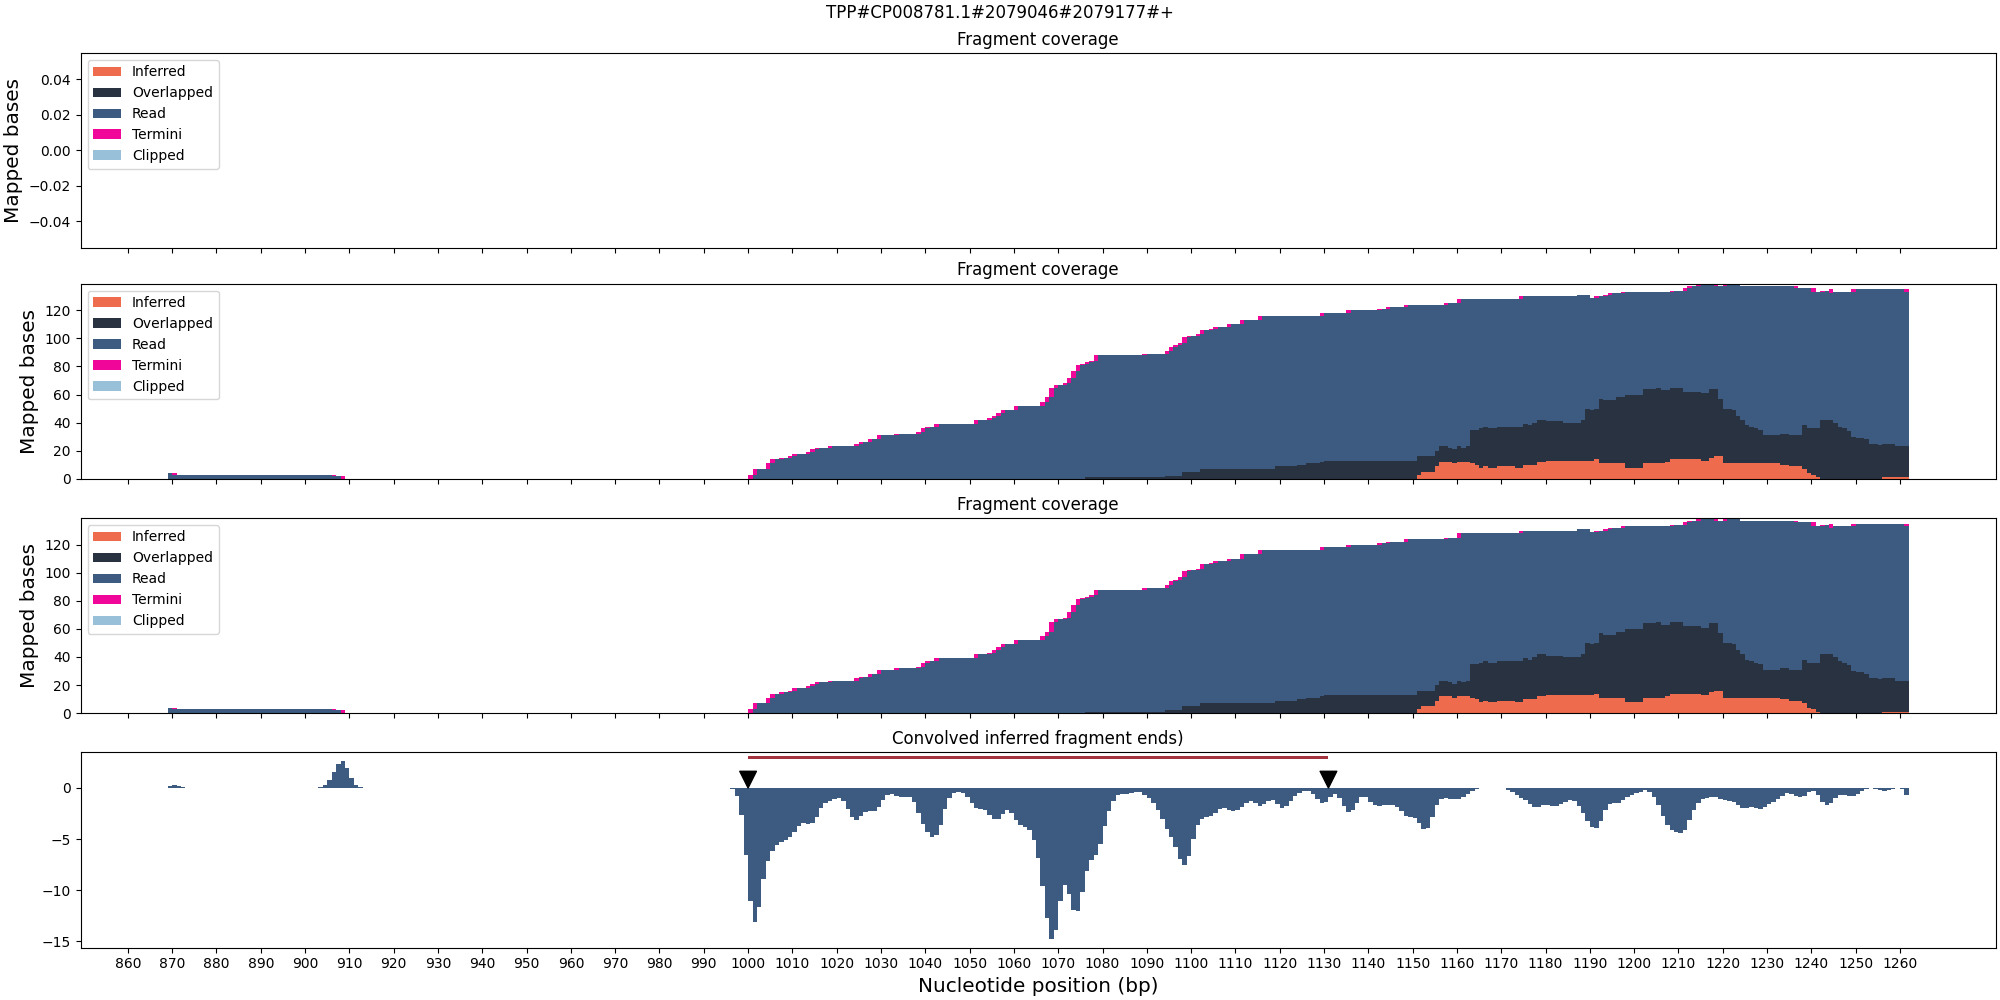 TPP#CP008781.1#2079046#2079177#+
Fragment coverage
Mapped bases
0.04
0.02
0.00
−0.02
−0.04
Inferred
Overlapped
Read
Termini
Clipped
Fragment coverage
Mapped bases
120
100
80
60
40
20
0
Inferred
Overlapped
Read
Termini
Clipped
Fragment coverage
Mapped bases
120
100
80
60
40
20
0
Inferred
Overlapped
Read
Termini
Clipped
Convolved inferred fragment ends)
0
−5
−10
−15
860 870 880 890 900 910 920 930 940 950 960 970 980 990 1000 1010 1020 1030 1040 1050 1060 1070 1080 1090 1100 1110 1120 1130 1140 1150 1160 1170 1180 1190 1200 1210 1220 1230 1240 1250 1260
Nucleotide position (bp)